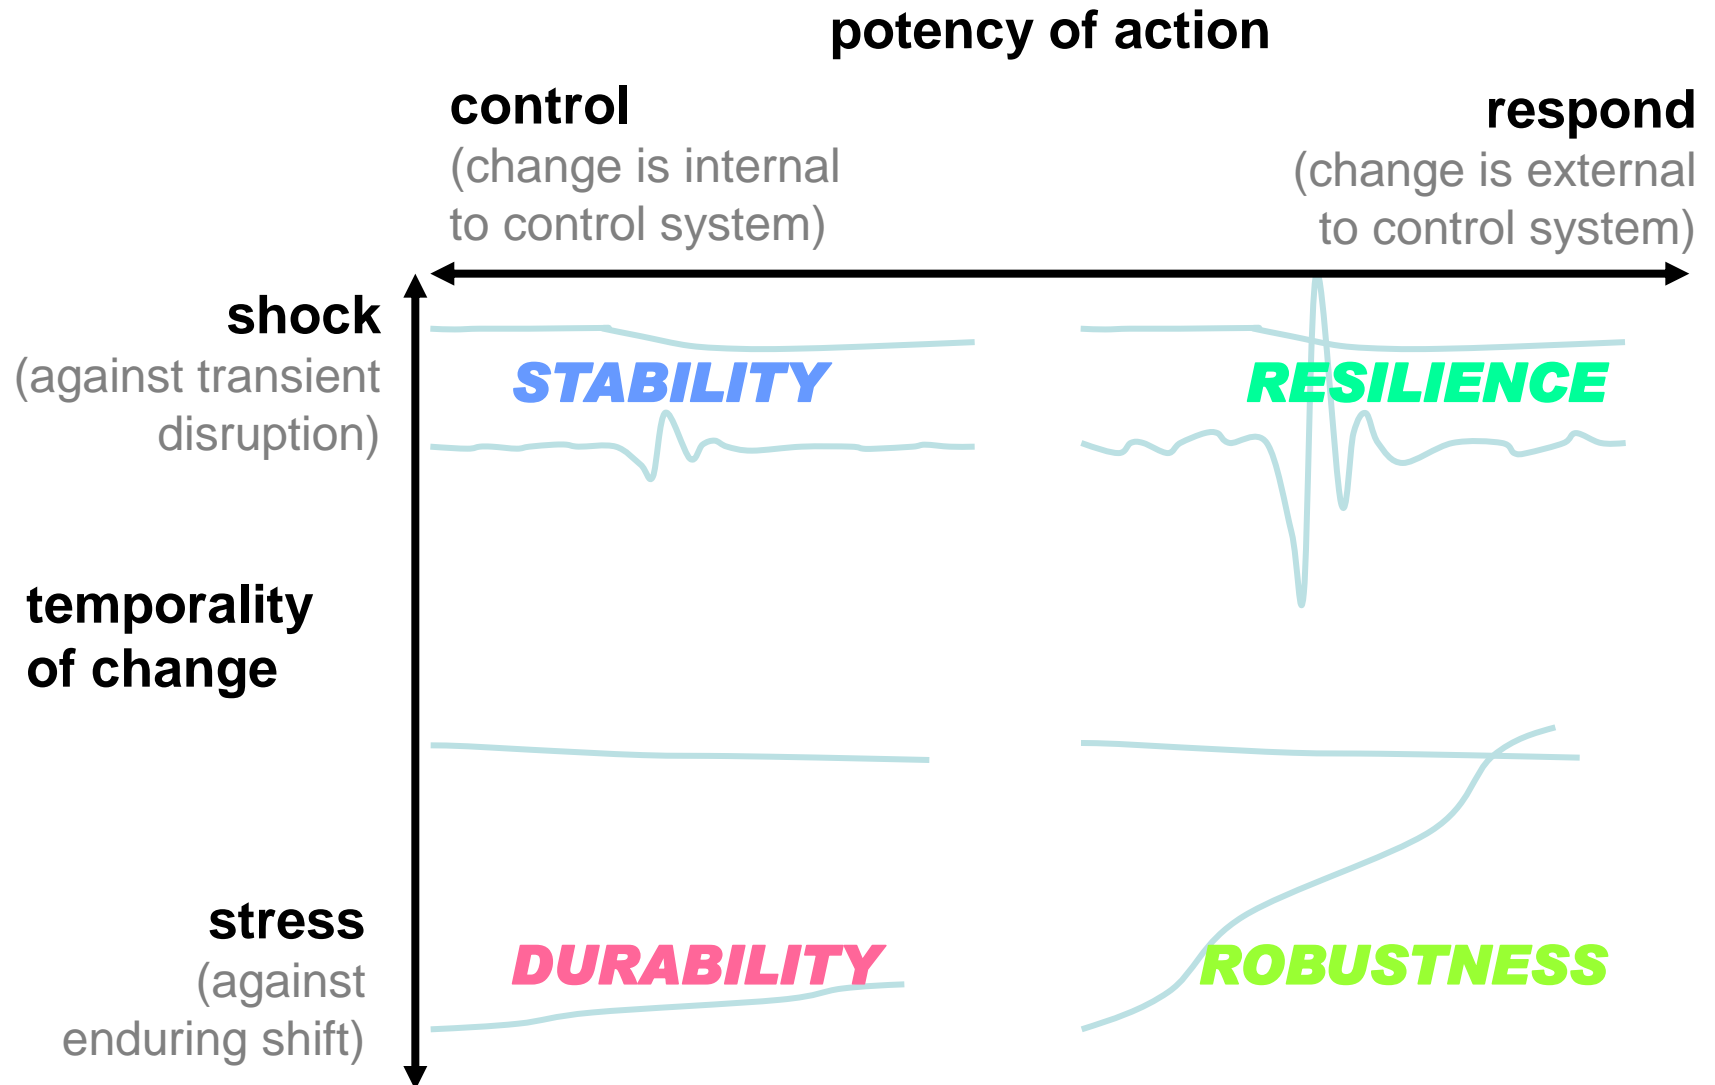 potency of action
control
(change is internal
to control system)
respond
(change is external
to control system)
shock
(against transient
disruption)
STABILITY
RESILIENCE
temporality
of change
stress
(against
enduring shift)
DURABILITY
ROBUSTNESS